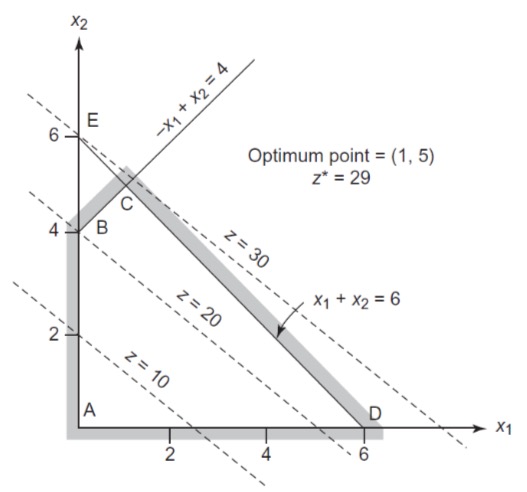 x₂
E
6
–x₁ + x₂ = 4
Optimum point = (1, 5)
z* = 29
C
B
4
z = 30
z = 20
x₁ + x₂ = 6
2
z = 10
A
D
x₁
2
4
6